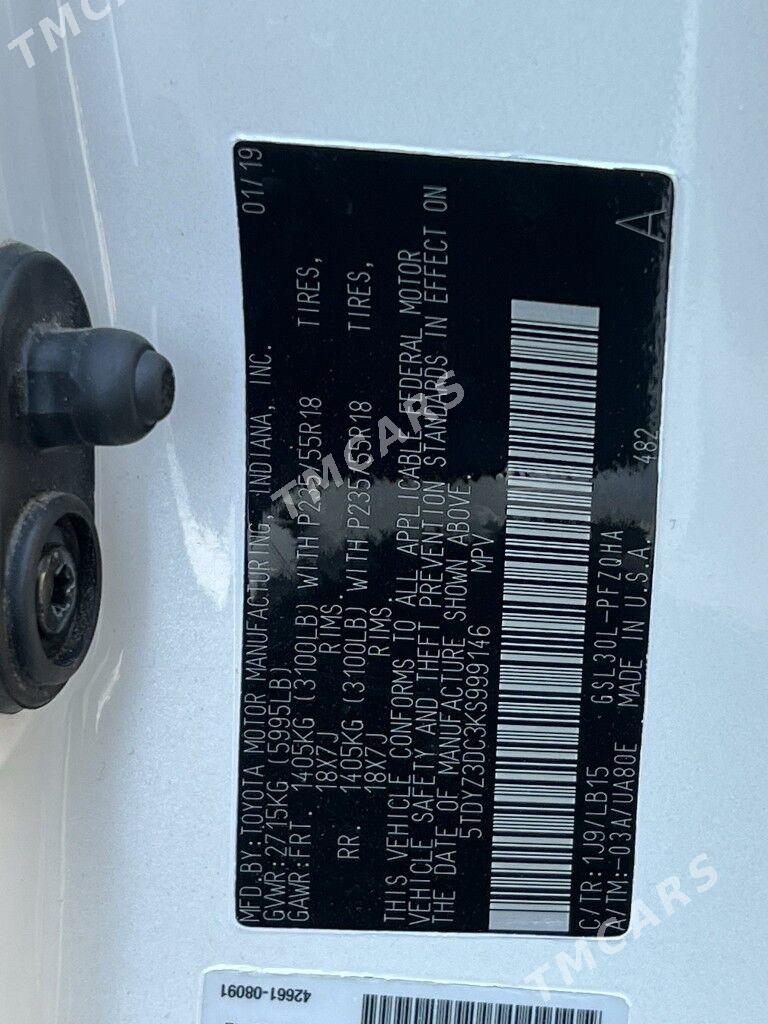 MFD.BY:TOYOTA MOTOR MANUFACTURING, INDIANA, INC. 01/19
GVWR:2715KG (5995LB)
GAWR:FRT. 1405KG (3100LB) WITH P235/55R18 TIRES,
18X7J RIMS.
RR. 1405KG (3100LB) WITH P235/55R18 TIRES,
18X7J RIMS.
THIS VEHICLE CONFORMS TO ALL APPLICABLE FEDERAL MOTOR
VEHICLE SAFETY AND THEFT PREVENTION STANDARDS IN EFFECT ON
THE DATE OF MANUFACTURE SHOWN ABOVE.
5TDYZ3DC3KS999146 MPV
C/TR:1J9/LB15 GSL30L-PFZQHA
A/TM:-03A/UA80E MADE IN U.S.A. 482 A
7
42661-08091
TMCARS
TMCARS
TMCARS